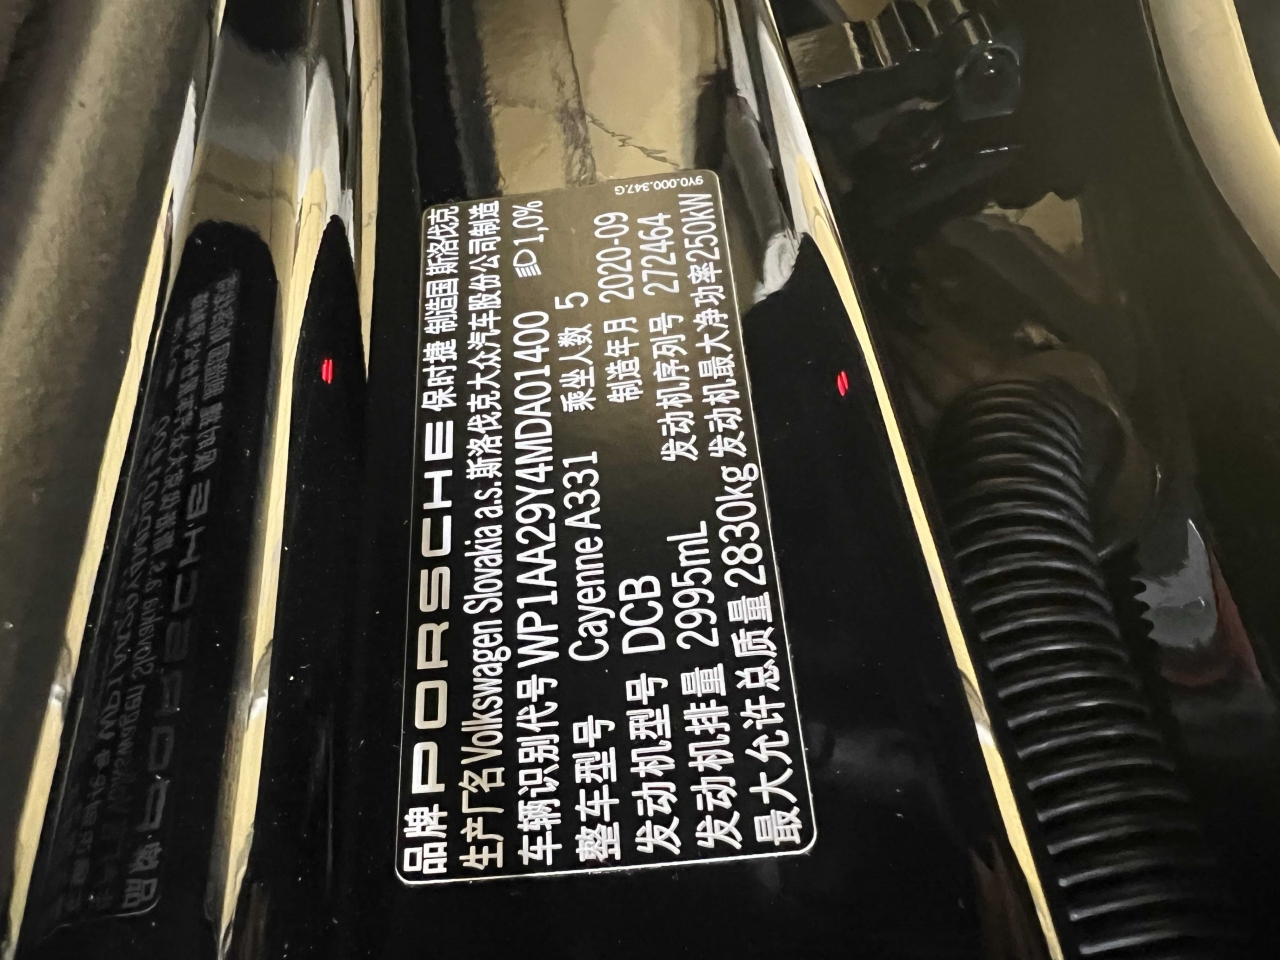 9Y0.000.347.G
品牌 PORSCHE 保时捷 制造国 斯洛伐克
生产厂名 Volkswagen Slovakia a.s. 斯洛伐克大众汽车股份公司制造
车辆识别代号 WP1AA29Y4MDA01400 1,0%
整车型号 Cayenne A331 乘坐人数 5
发动机型号 DCB 制造年月 2020-09
发动机排量 2995mL 发动机序列号 272464
最大允许总质量 2830kg 发动机最大净功率 250kW